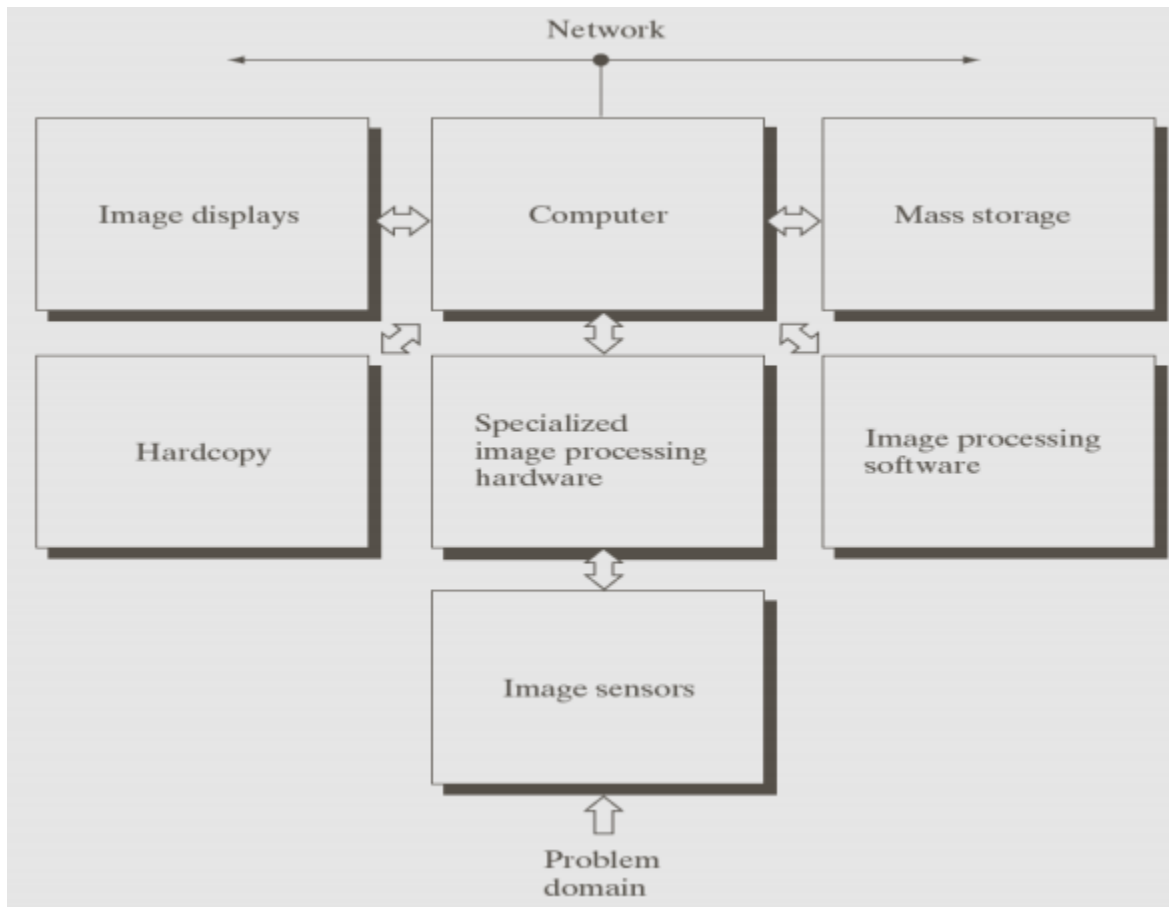 Network
Image displays
Computer
Mass storage
Hardcopy
Specialized
image processing
hardware
Image processing
software
Image sensors
Problem
domain